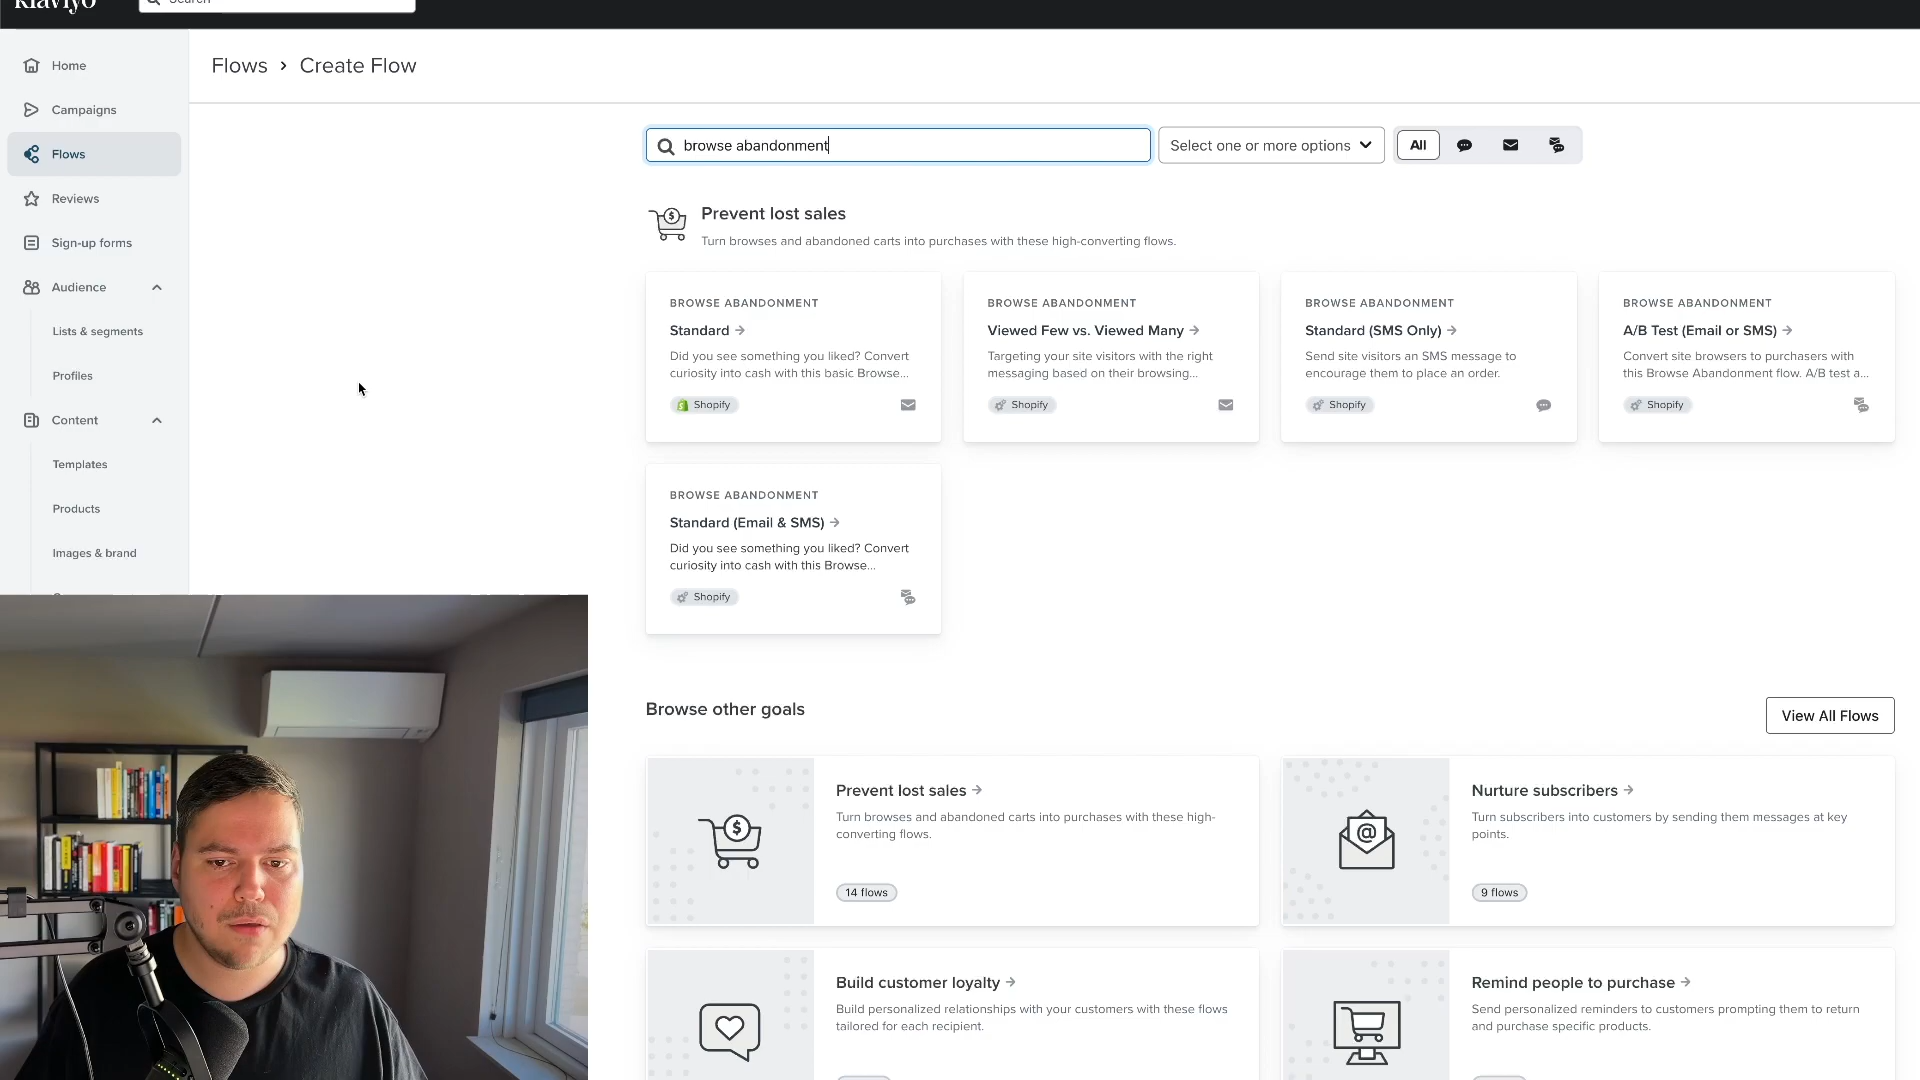 klaviyo
Search
Home
Campaigns
Flows
Reviews
Sign-up forms
Audience
Lists & segments
Profiles
Content
Templates
Products
Images & brand
Flows › Create Flow
browse abandonment
Select one or more options
All
Prevent lost sales
Turn browses and abandoned carts into purchases with these high-converting flows.
BROWSE ABANDONMENT
Standard →
Did you see something you liked? Convert
curiosity into cash with this basic Browse...
Shopify
BROWSE ABANDONMENT
Viewed Few vs. Viewed Many →
Targeting your site visitors with the right
messaging based on their browsing...
Shopify
BROWSE ABANDONMENT
Standard (SMS Only) →
Send site visitors an SMS message to
encourage them to place an order.
Shopify
BROWSE ABANDONMENT
A/B Test (Email or SMS) →
Convert site browsers to purchasers with
this Browse Abandonment flow. A/B test a...
Shopify
BROWSE ABANDONMENT
Standard (Email & SMS) →
Did you see something you liked? Convert
curiosity into cash with this Browse...
Shopify
Browse other goals
View All Flows
Prevent lost sales →
Turn browses and abandoned carts into purchases with these high-
converting flows.
14 flows
Nurture subscribers →
Turn subscribers into customers by sending them messages at key
points.
9 flows
Build customer loyalty →
Build personalized relationships with your customers with these flows
tailored for each recipient.
Remind people to purchase →
Send personalized reminders to customers prompting them to return
and purchase specific products.